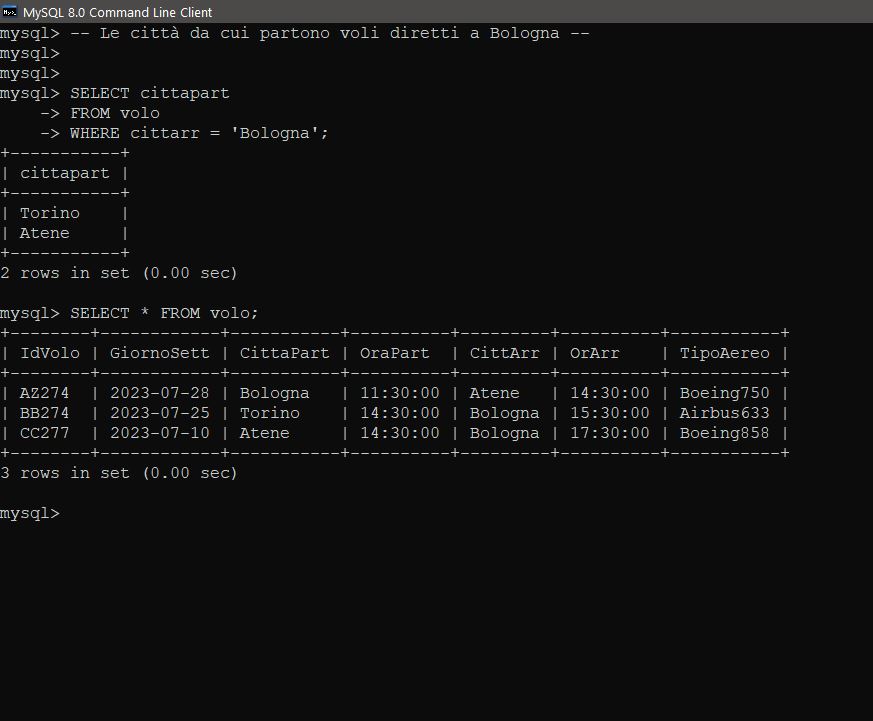 MySQL 8.0 Command Line Client
mysql> -- Le città da cui partono voli diretti a Bologna --
mysql>
mysql>
mysql> SELECT cittapart
    -> FROM volo
    -> WHERE cittarr = 'Bologna';
+-----------+
| cittapart |
+-----------+
| Torino    |
| Atene     |
+-----------+
2 rows in set (0.00 sec)

mysql> SELECT * FROM volo;
+--------+------------+-----------+----------+---------+----------+-----------+
| IdVolo | GiornoSett | CittaPart | OraPart  | CittArr | OrArr    | TipoAereo |
+--------+------------+-----------+----------+---------+----------+-----------+
| AZ274  | 2023-07-28 | Bologna   | 11:30:00 | Atene   | 14:30:00 | Boeing750 |
| BB274  | 2023-07-25 | Torino    | 14:30:00 | Bologna | 15:30:00 | Airbus633 |
| CC277  | 2023-07-10 | Atene     | 14:30:00 | Bologna | 17:30:00 | Boeing858 |
+--------+------------+-----------+----------+---------+----------+-----------+
3 rows in set (0.00 sec)

mysql>